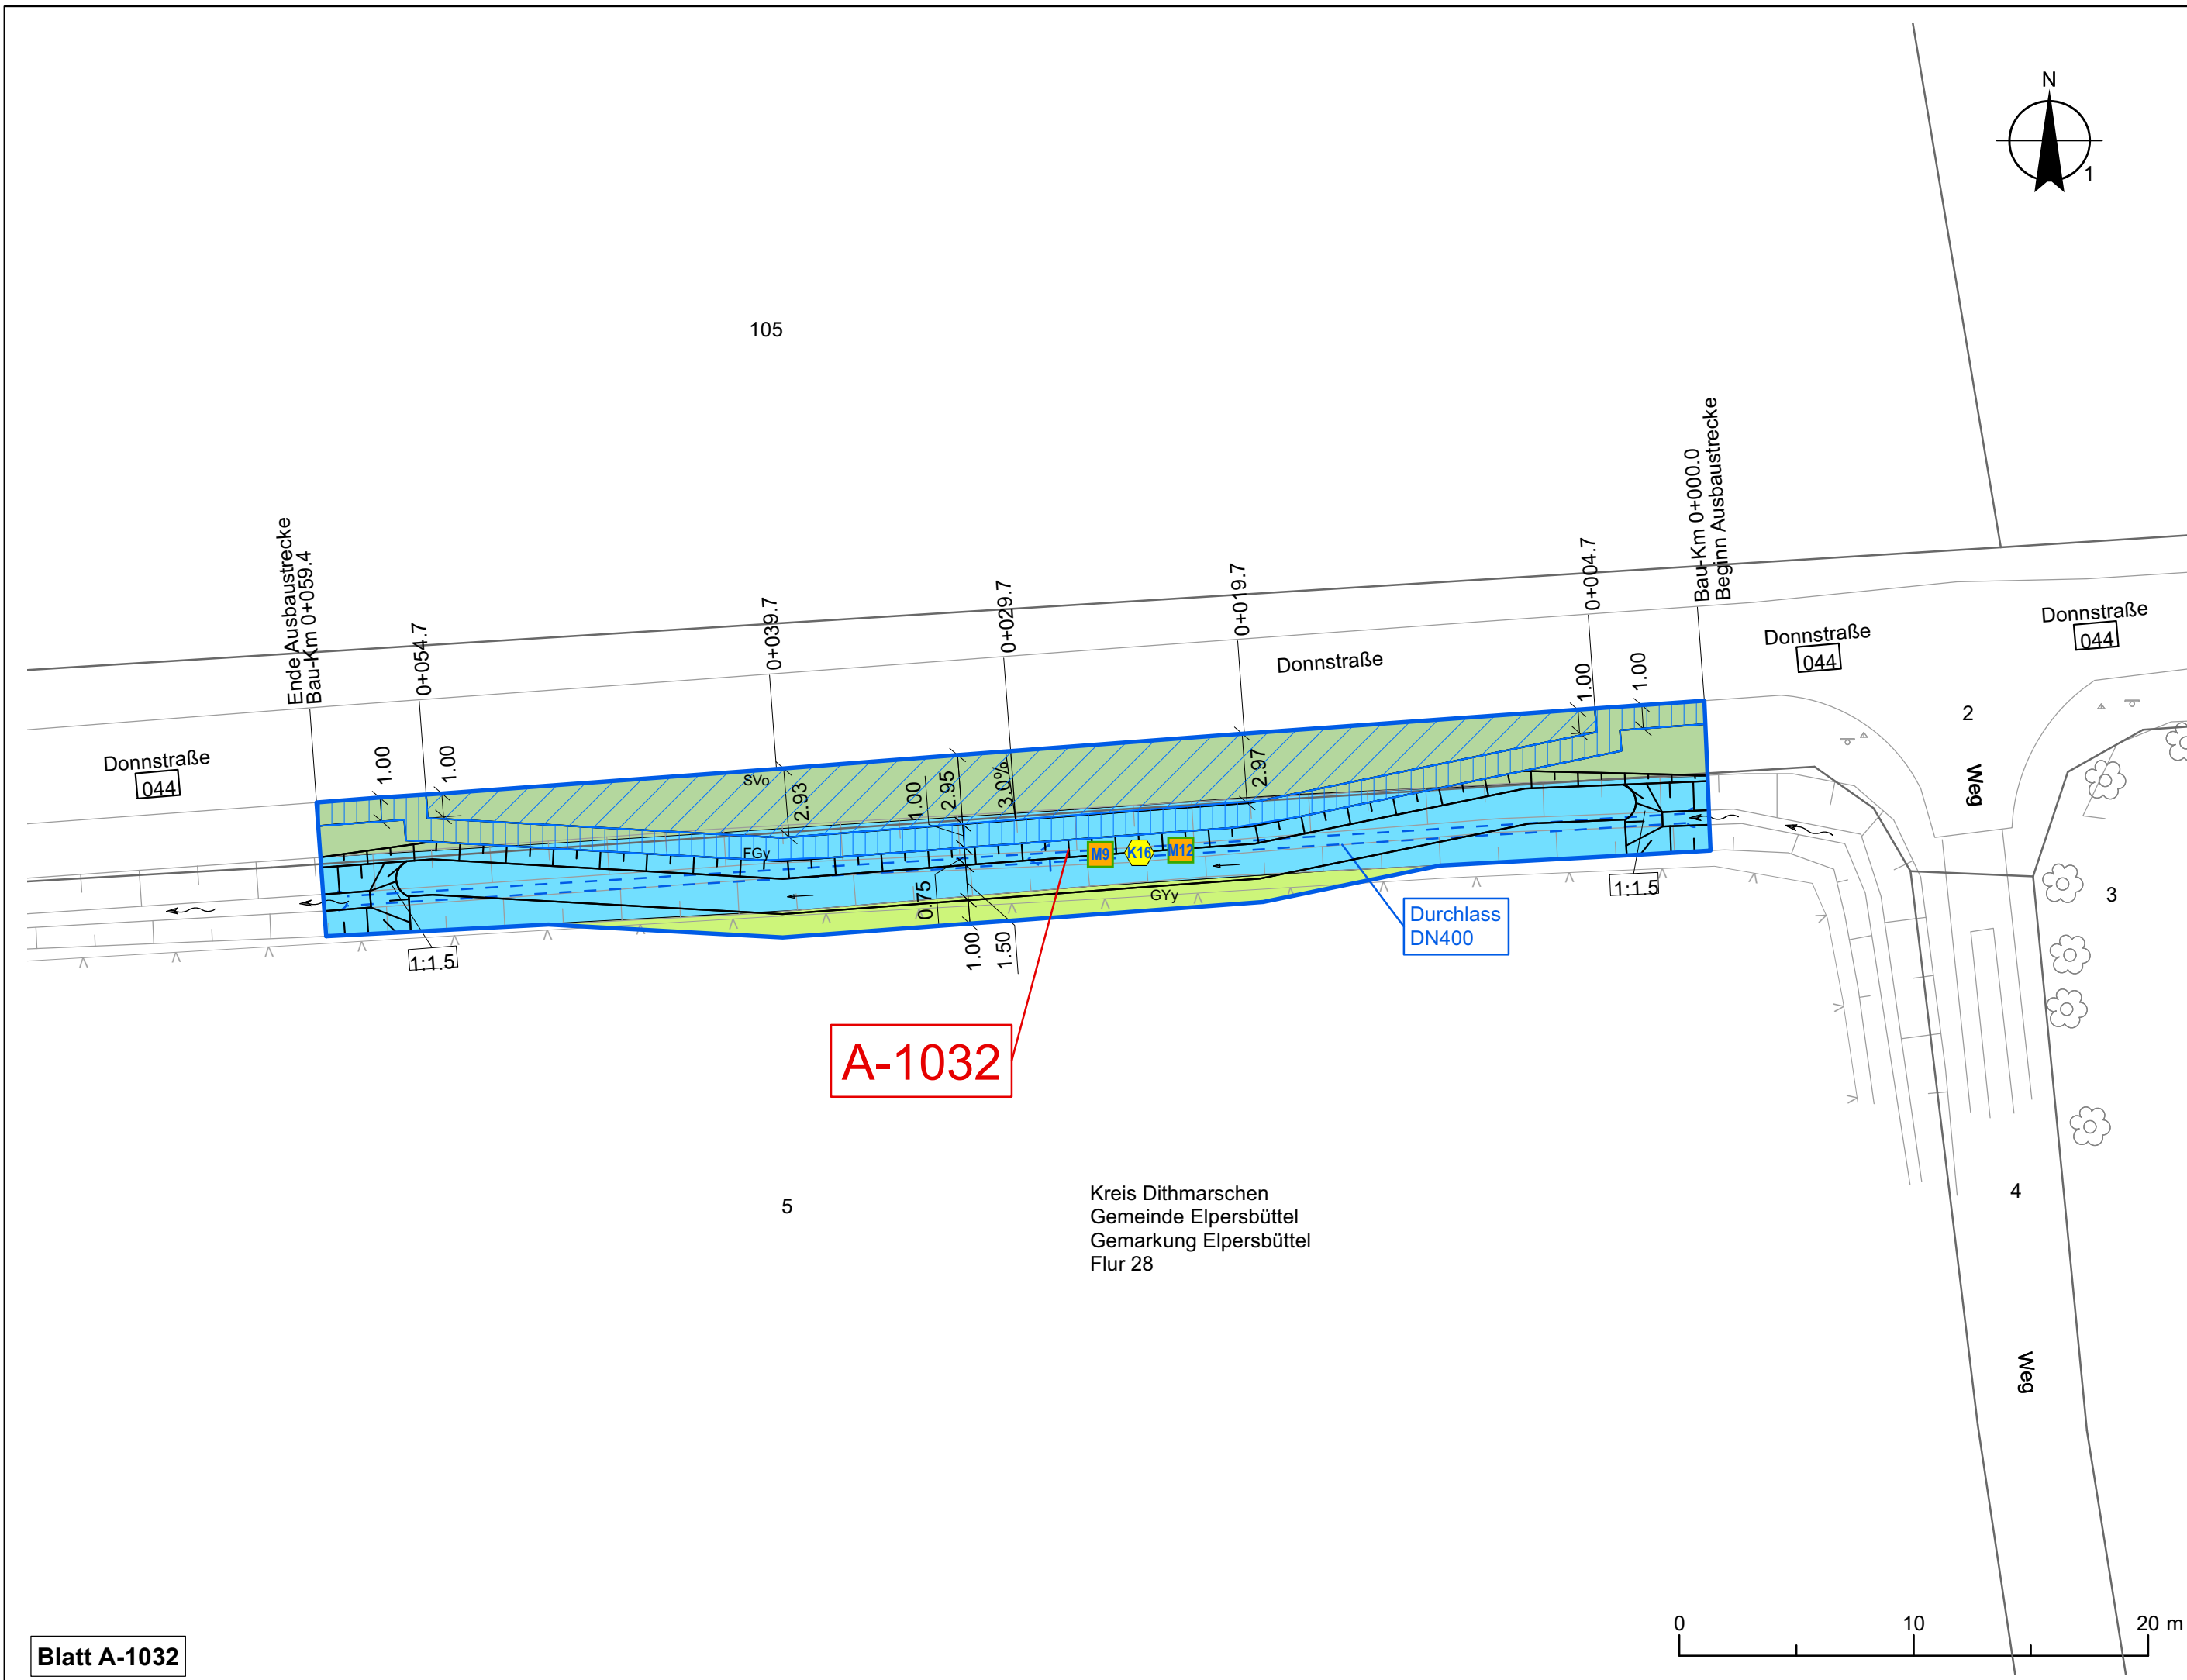 N
1
105
Ende Ausbaustrecke
Bau-Km 0+059.4
0+054.7
0+039.7
0+029.7
0+019.7
0+004.7
Bau-Km 0+000.0
Beginn Ausbaustrecke
Donnstraße
044
Donnstraße
Donnstraße
044
Donnstraße
044
2
Weg
3
1.00
1.00
SVo
2.93
1.00
2.95
3.0%
2.97
1.00
1.00
FGy
M9
K16
M12
GYy
0.75
1.00
1.50
1:1.5
1:1.5
Durchlass
DN400
A-1032
5
Kreis Dithmarschen
Gemeinde Elpersbüttel
Gemarkung Elpersbüttel
Flur 28
4
Weg
0 10 20 m
Blatt A-1032